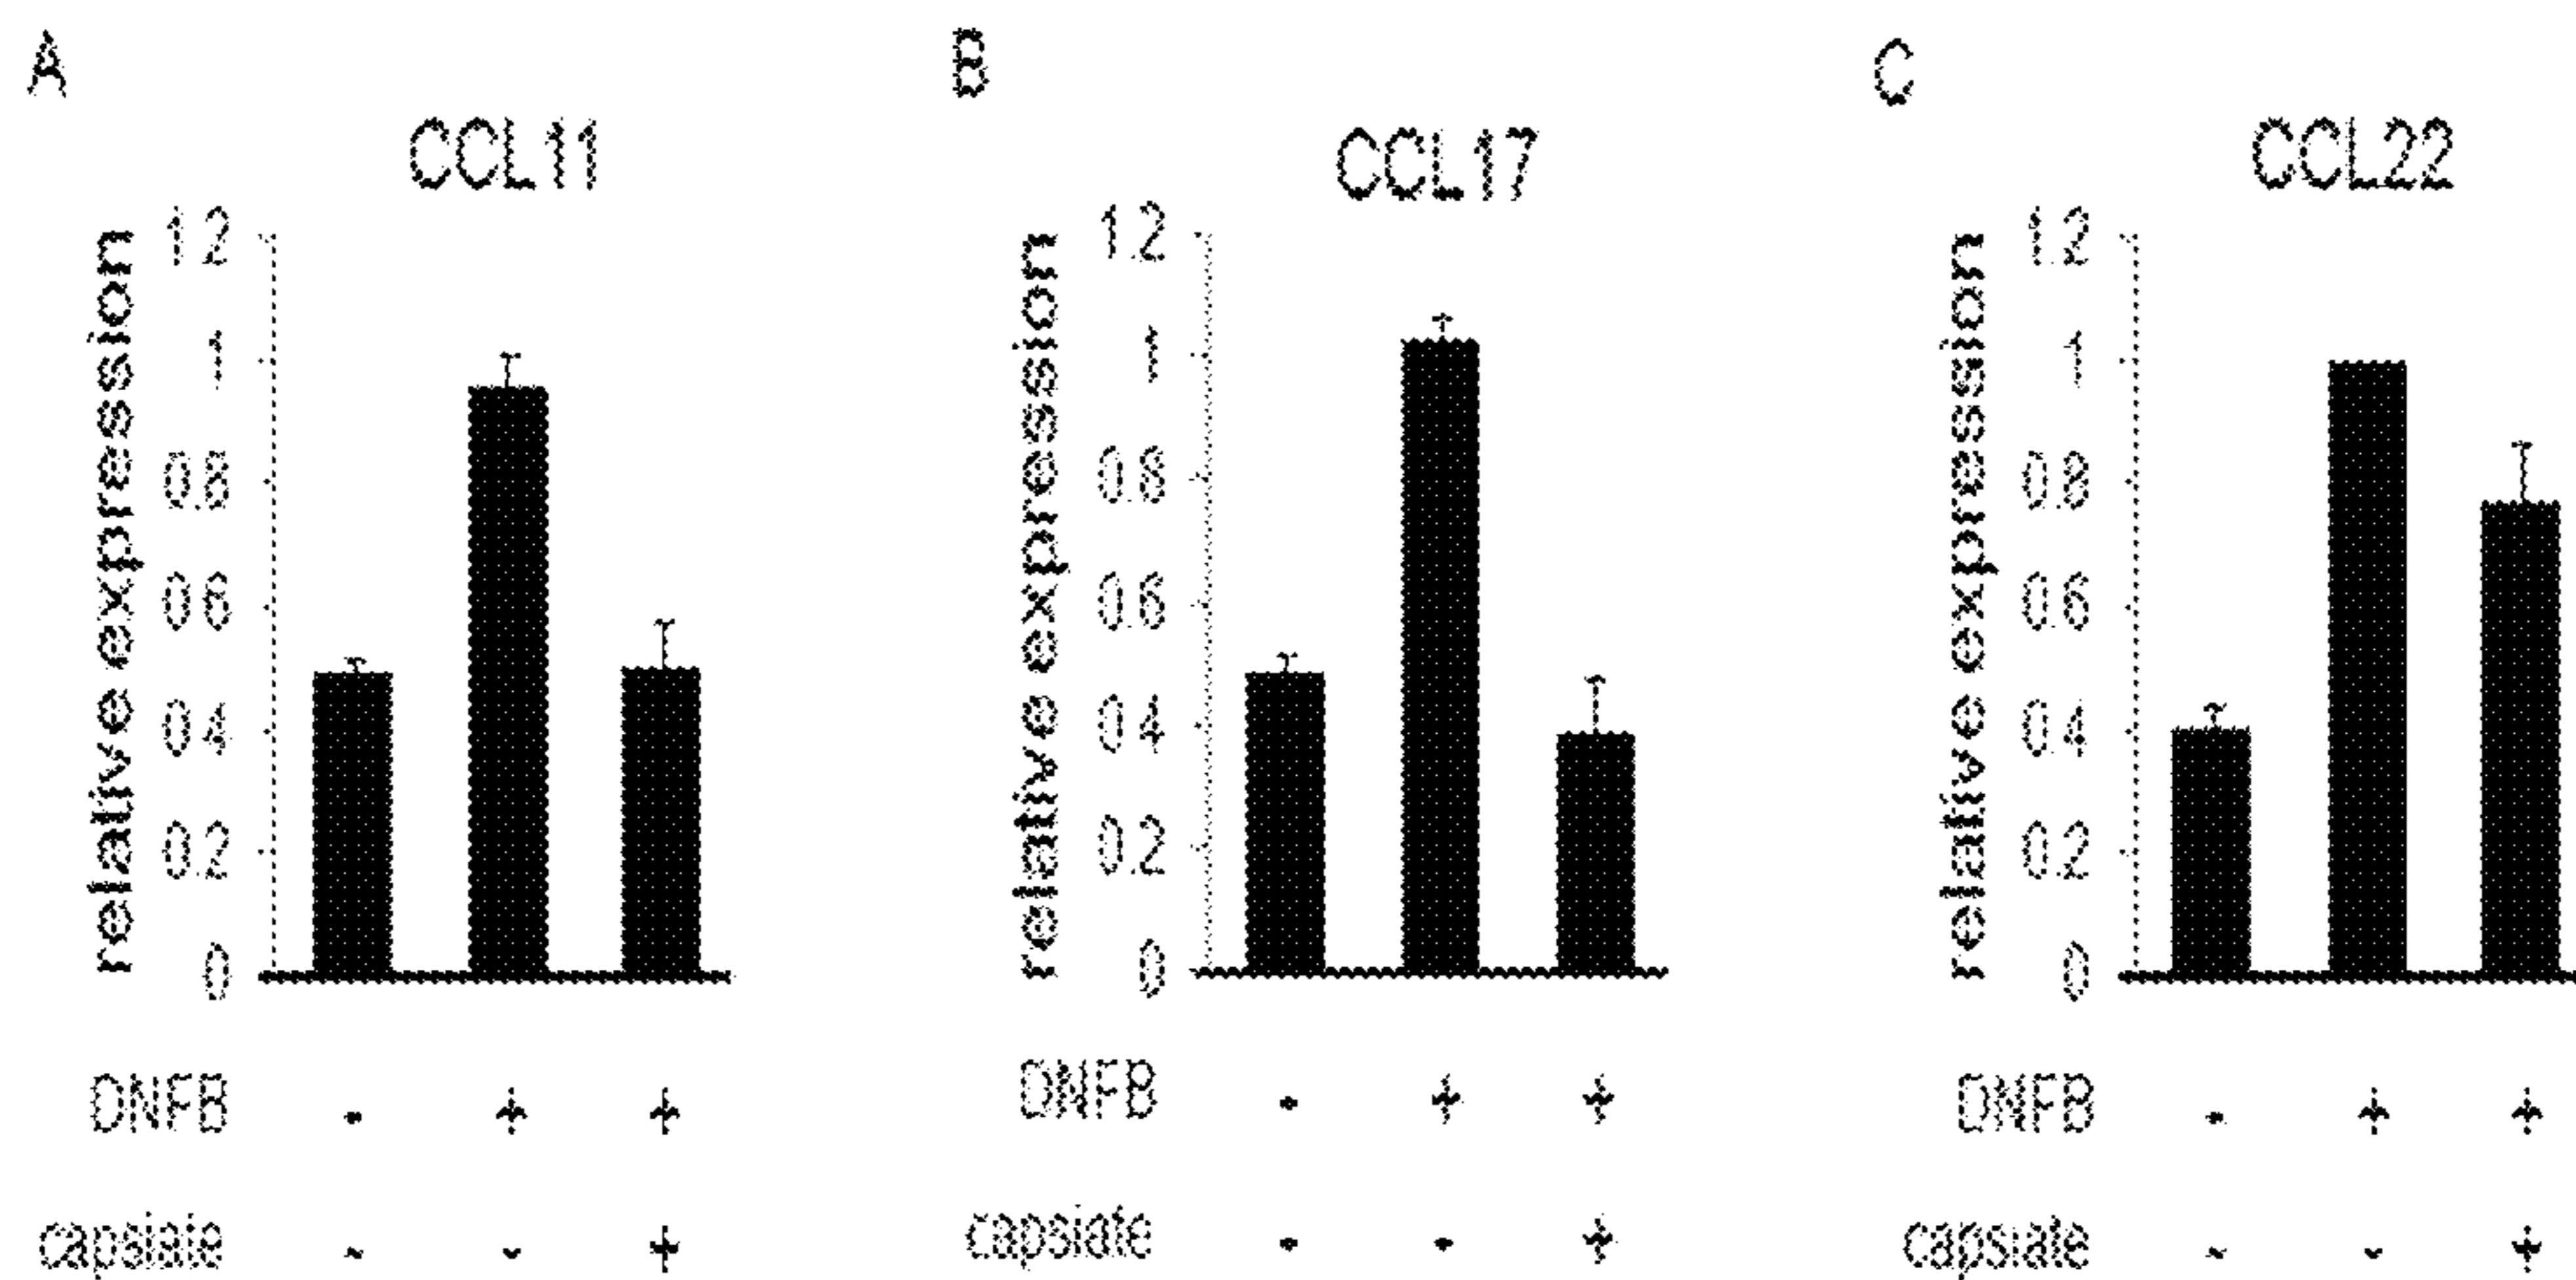 A
CCL11
relative expression
1.2
1
0.8
0.6
0.4
0.2
0
DNFB - + +
capsiate - - +
B
CCL17
relative expression
1.2
1
0.8
0.6
0.4
0.2
0
DNFB - + +
capsiate - - +
C
CCL22
relative expression
1.2
1
0.8
0.6
0.4
0.2
0
DNFB - + +
capsiate - - +